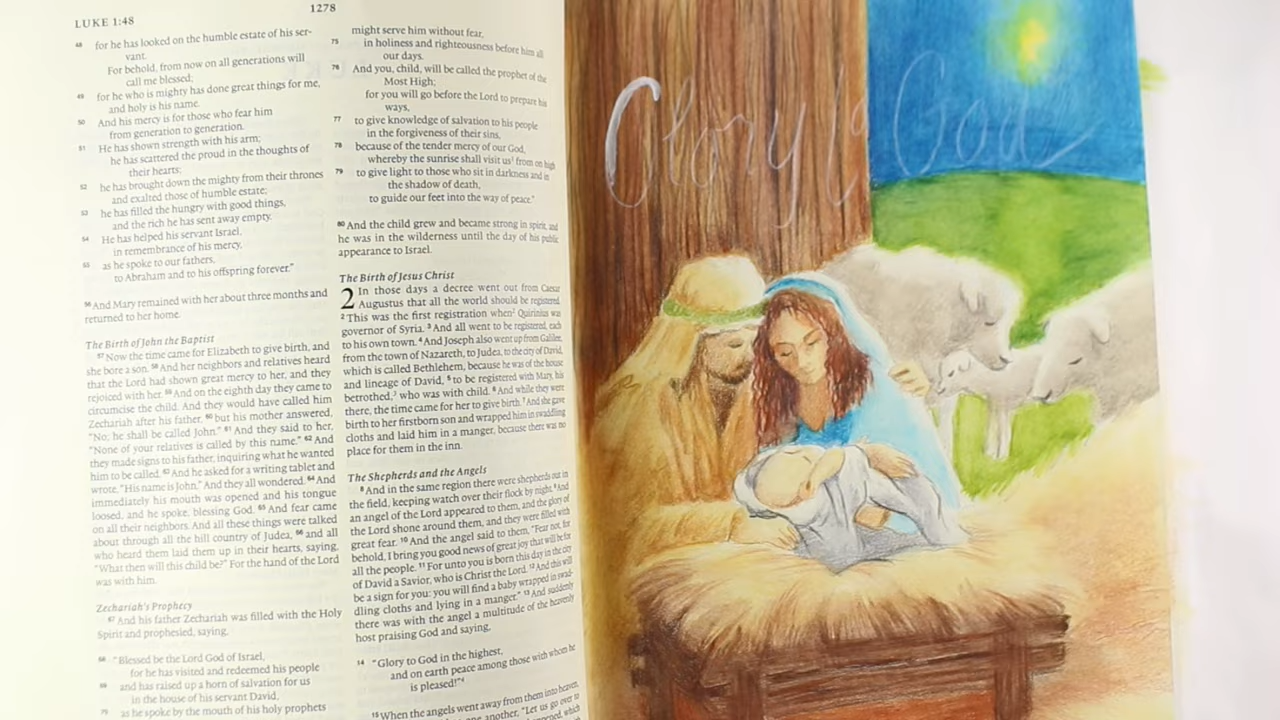 LUKE 1:48
1278
48 for he has looked on the humble estate of his ser-
vant.
For behold, from now on all generations will
call me blessed;
49 for he who is mighty has done great things for me,
and holy is his name.
50 And his mercy is for those who fear him
from generation to generation.
51 He has shown strength with his arm;
he has scattered the proud in the thoughts of
their hearts;
52 he has brought down the mighty from their thrones
and exalted those of humble estate;
53 he has filled the hungry with good things,
and the rich he has sent away empty.
54 He has helped his servant Israel,
in remembrance of his mercy,
55 as he spoke to our fathers,
to Abraham and to his offspring forever."
56 And Mary remained with her about three months and
returned to her home.
The Birth of John the Baptist
57 Now the time came for Elizabeth to give birth, and
she bore a son. 58 And her neighbors and relatives heard
that the Lord had shown great mercy to her, and they
rejoiced with her. 59 And on the eighth day they came to
circumcise the child. And they would have called him
Zechariah after his father, 60 but his mother answered,
"No; he shall be called John." 61 And they said to her,
"None of your relatives is called by this name." 62 And
they made signs to his father, inquiring what he wanted
him to be called. 63 And he asked for a writing tablet and
wrote, "His name is John." And they all wondered. 64 And
immediately his mouth was opened and his tongue
loosed, and he spoke, blessing God. 65 And fear came
on all their neighbors. And all these things were talked
about through all the hill country of Judea, 66 and all
who heard them laid them up in their hearts, saying,
"What then will this child be?" For the hand of the Lord
was with him.
Zechariah's Prophecy
67 And his father Zechariah was filled with the Holy
Spirit and prophesied, saying,
68 "Blessed be the Lord God of Israel,
for he has visited and redeemed his people
69 and has raised up a horn of salvation for us
in the house of his servant David,
70 as he spoke by the mouth of his holy prophets
might serve him without fear,
75 in holiness and righteousness before him all
our days.
76 And you, child, will be called the prophet of the
Most High;
for you will go before the Lord to prepare his
ways,
77 to give knowledge of salvation to his people
in the forgiveness of their sins,
78 because of the tender mercy of our God,
whereby the sunrise shall visit us1 from on high
79 to give light to those who sit in darkness and in
the shadow of death,
to guide our feet into the way of peace."
80 And the child grew and became strong in spirit, and
he was in the wilderness until the day of his public
appearance to Israel.
The Birth of Jesus Christ
2 In those days a decree went out from Caesar
Augustus that all the world should be registered.
2 This was the first registration when2 Quirinius was
governor of Syria. 3 And all went to be registered, each
to his own town. 4 And Joseph also went up from Galilee,
from the town of Nazareth, to Judea, to the city of David,
which is called Bethlehem, because he was of the house
and lineage of David, 5 to be registered with Mary, his
betrothed,3 who was with child. 6 And while they were
there, the time came for her to give birth. 7 And she gave
birth to her firstborn son and wrapped him in swaddling
cloths and laid him in a manger, because there was no
place for them in the inn.
The Shepherds and the Angels
8 And in the same region there were shepherds out in
the field, keeping watch over their flock by night. 9 And
an angel of the Lord appeared to them, and the glory of
the Lord shone around them, and they were filled with
great fear. 10 And the angel said to them, "Fear not, for
behold, I bring you good news of great joy that will be for
all the people. 11 For unto you is born this day in the city
of David a Savior, who is Christ the Lord. 12 And this will
be a sign for you: you will find a baby wrapped in swad-
dling cloths and lying in a manger." 13 And suddenly
there was with the angel a multitude of the heavenly
host praising God and saying,
14 "Glory to God in the highest,
and on earth peace among those with whom he
is pleased!"4
15 When the angels went away from them into heaven,
one another, "Let us go over to
which
Glory to God